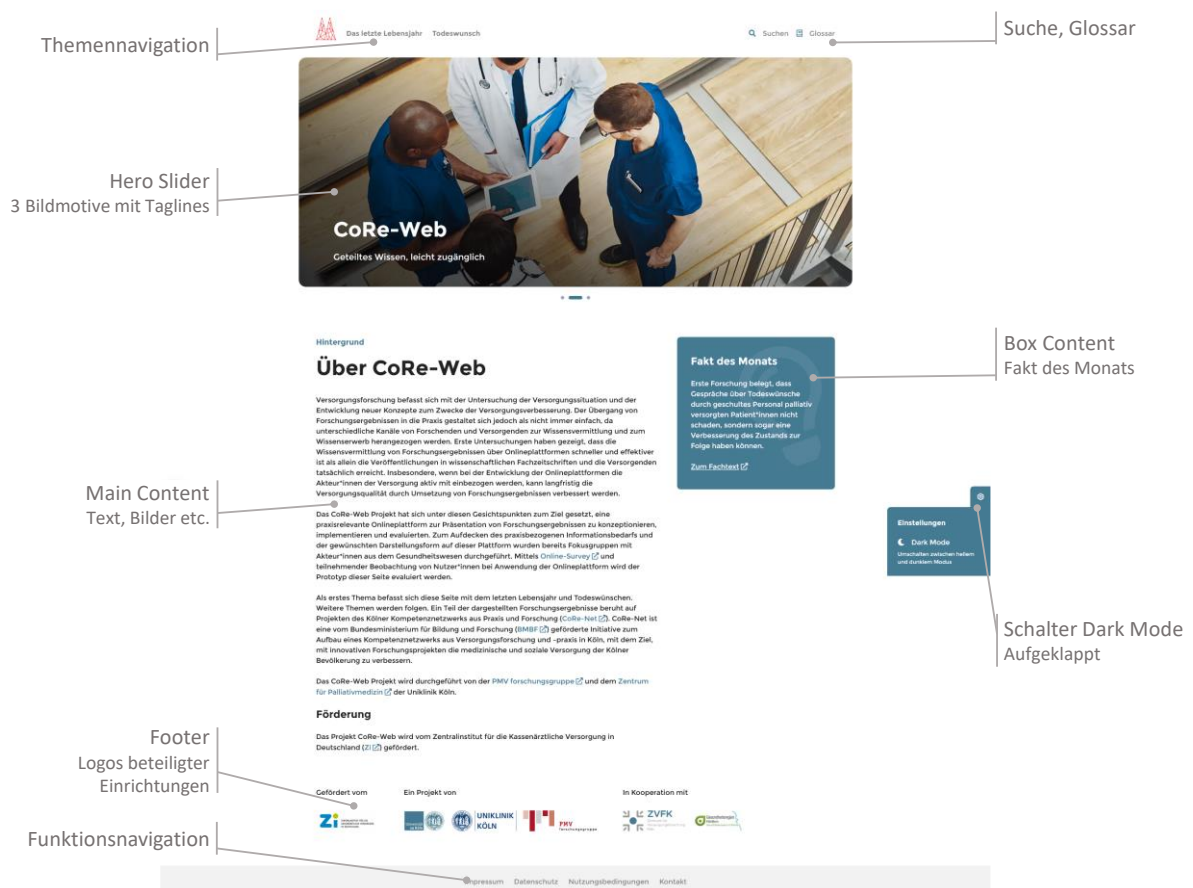 Themennavigation
Das letzte Lebensjahr Todeswunsch
Suchen Glossar
Suche, Glossar
Hero Slider
3 Bildmotive mit Taglines
CoRe-Web
Geteiltes Wissen, leicht zugänglich
Hintergrund
Über CoRe-Web
Versorgungsforschung befasst sich mit der Untersuchung der Versorgungssituation und der
Entwicklung neuer Konzepte zum Zwecke der Versorgungsverbesserung. Der Übergang von
Forschungsergebnissen in die Praxis gestaltet sich jedoch als nicht immer einfach, da
unterschiedliche Kanäle von Forschenden und Versorgenden zur Wissensvermittlung und zum
Wissenserwerb herangezogen werden. Erste Untersuchungen haben gezeigt, dass die
Wissensvermittlung von Forschungsergebnissen über Onlineplattformen schneller und effektiver
ist als allein die Veröffentlichungen in wissenschaftlichen Fachzeitschriften und die Versorgenden
tatsächlich erreicht. Insbesondere, wenn bei der Entwicklung der Onlineplattformen die
Akteur*innen der Versorgung aktiv mit einbezogen werden, kann langfristig die
Versorgungsqualität durch Umsetzung von Forschungsergebnissen verbessert werden.
Das CoRe-Web Projekt hat sich unter diesen Gesichtspunkten zum Ziel gesetzt, eine
praxisrelevante Onlineplattform zur Präsentation von Forschungsergebnissen zu konzeptionieren,
implementieren und evaluierten. Zum Aufdecken des praxisbezogenen Informationsbedarfs und
der gewünschten Darstellungsform auf dieser Plattform wurden bereits Fokusgruppen mit
Akteur*innen aus dem Gesundheitswesen durchgeführt. Mittels Online-Survey und
teilnehmender Beobachtung von Nutzer*innen bei Anwendung der Onlineplattform wird der
Prototyp dieser Seite evaluiert werden.
Als erstes Thema befasst sich diese Seite mit dem letzten Lebensjahr und Todeswünschen.
Weitere Themen werden folgen. Ein Teil der dargestellten Forschungsergebnisse beruht auf
Projekten des Kölner Kompetenznetzwerks aus Praxis und Forschung (CoRe-Net). CoRe-Net ist
eine vom Bundesministerium für Bildung und Forschung (BMBF) geförderte Initiative zum
Aufbau eines Kompetenznetzwerks aus Versorgungsforschung und –praxis in Köln, mit dem Ziel,
mit innovativen Forschungsprojekten die medizinische und soziale Versorgung der Kölner
Bevölkerung zu verbessern.
Das CoRe-Web Projekt wird durchgeführt von der PMV forschungsgruppe und dem Zentrum
für Palliativmedizin der Uniklinik Köln.
Förderung
Das Projekt CoRe-Web wird vom Zentralinstitut für die Kassenärztliche Versorgung in
Deutschland (Zi) gefördert.
Main Content
Text, Bilder etc.
Fakt des Monats
Erste Forschung belegt, dass
Gespräche über Todeswünsche
durch geschultes Personal palliativ
versorgten Patient*innen nicht
schaden, sondern sogar eine
Verbesserung des Zustands zur
Folge haben können.
Zum Fachtext
Box Content
Fakt des Monats
Einstellungen
Dark Mode
Umschalten zwischen hellem
und dunklem Modus
Schalter Dark Mode
Aufgeklappt
Footer
Logos beteiligter
Einrichtungen
Gefördert vom
Ein Projekt von
In Kooperation mit
Zi
UNIKLINIK
KÖLN
PMV
forschungsgruppe
ZVFK
Funktionsnavigation
Impressum Datenschutz Nutzungsbedingungen Kontakt